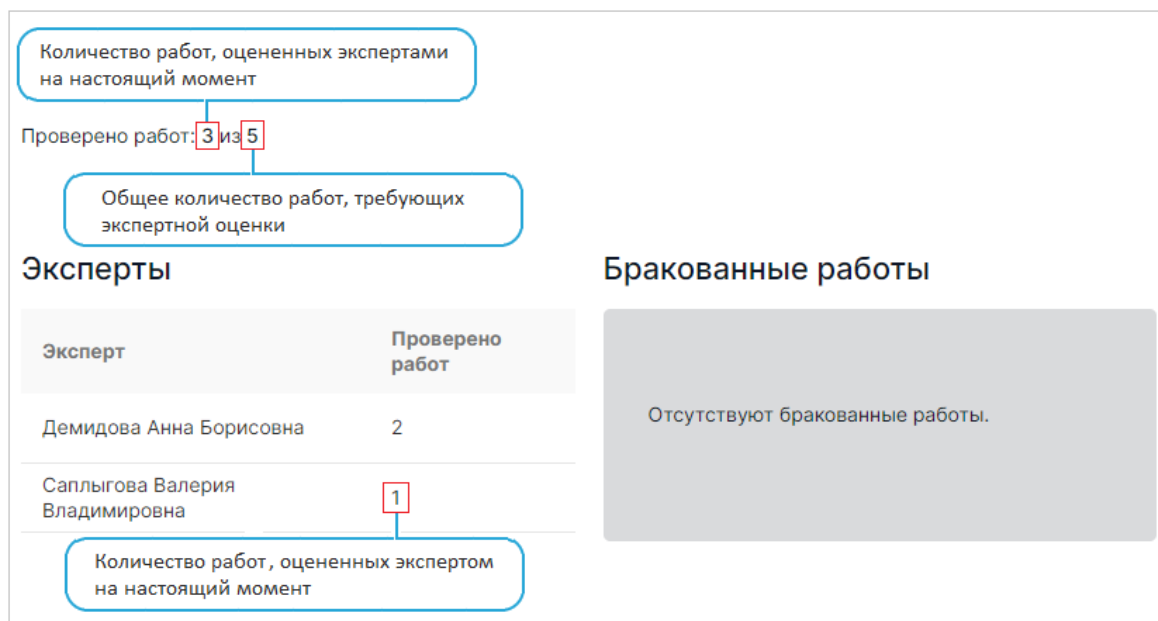 Количество работ, оцененных экспертами
на настоящий момент
Проверено работ: 3 из 5
Общее количество работ, требующих
экспертной оценки
Эксперты
Бракованные работы
Эксперт
Проверено
работ
Отсутствуют бракованные работы.
Демидова Анна Борисовна 2
Саплыгова Валерия
Владимировна
1
Количество работ, оцененных экспертом
на настоящий момент